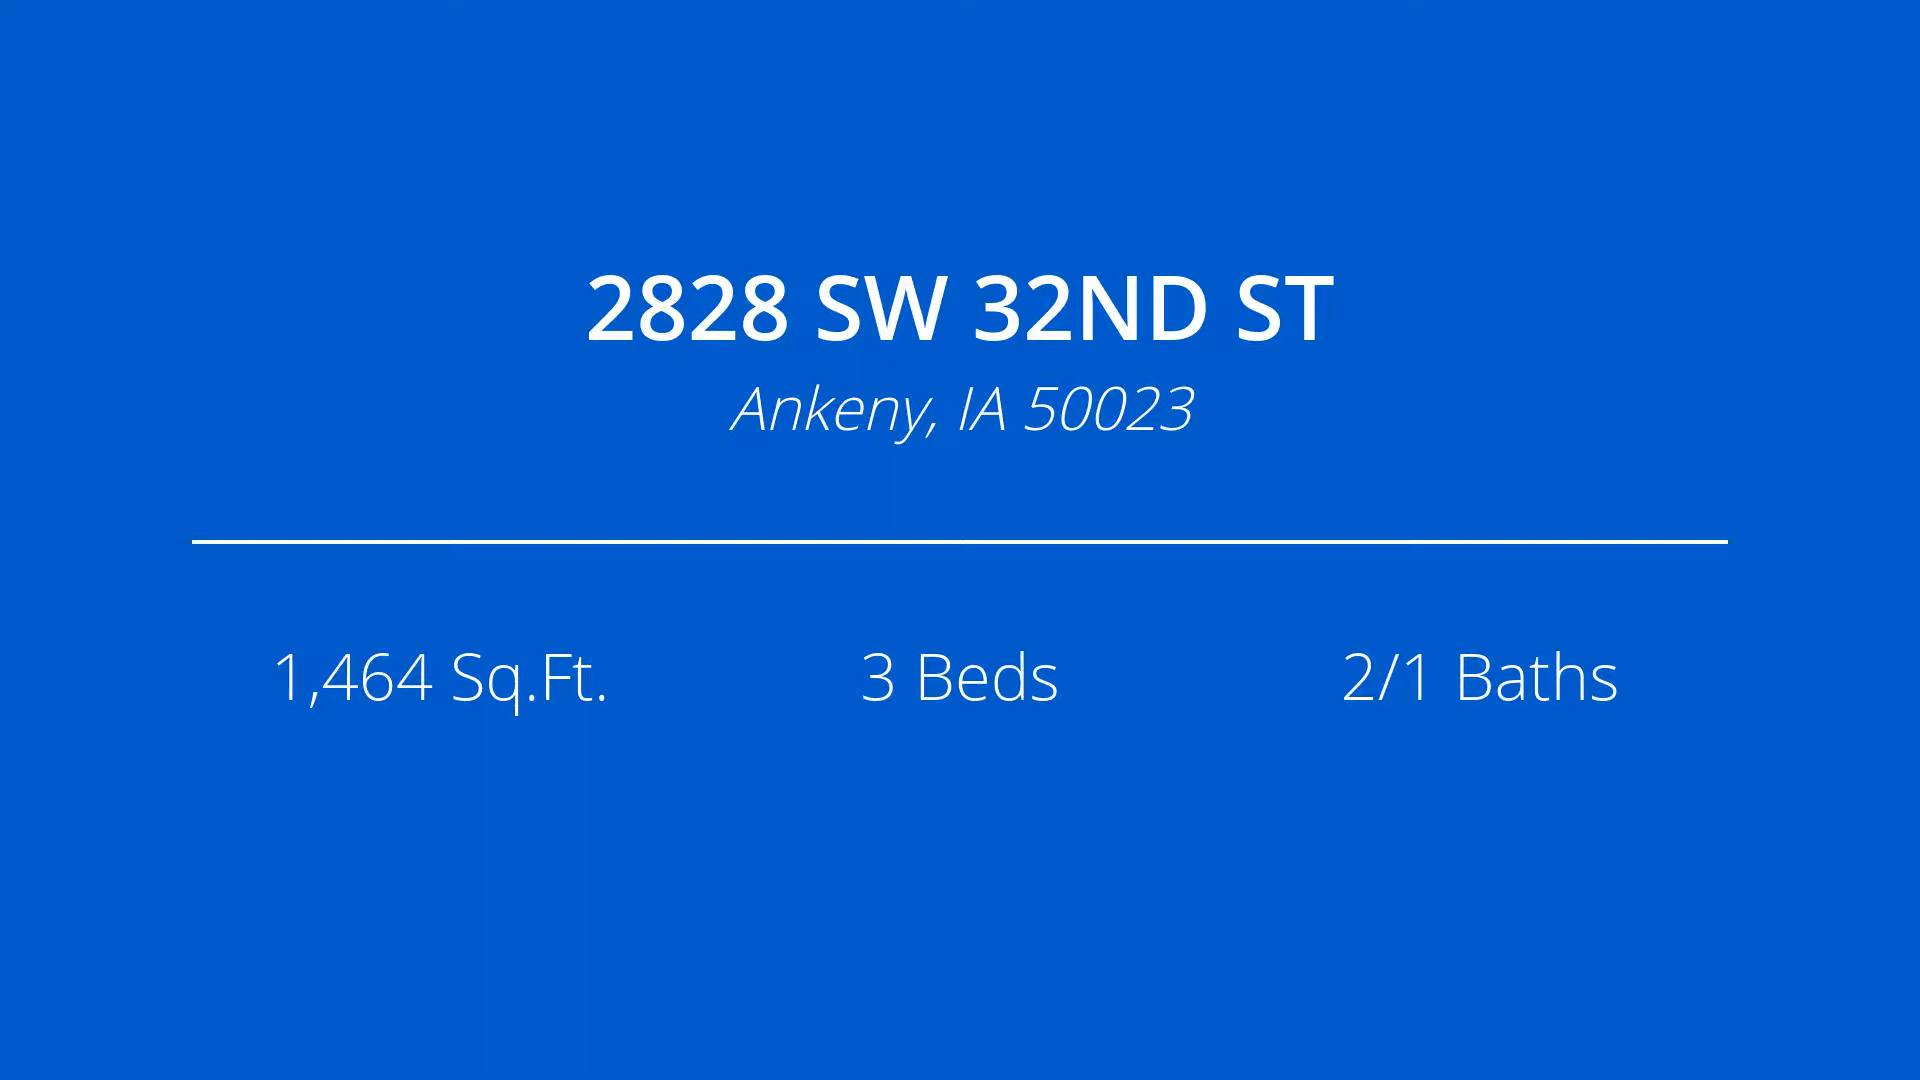 2828 SW 32ND ST
Ankeny, IA 50023
1,464 Sq.Ft. 3 Beds 2/1 Baths